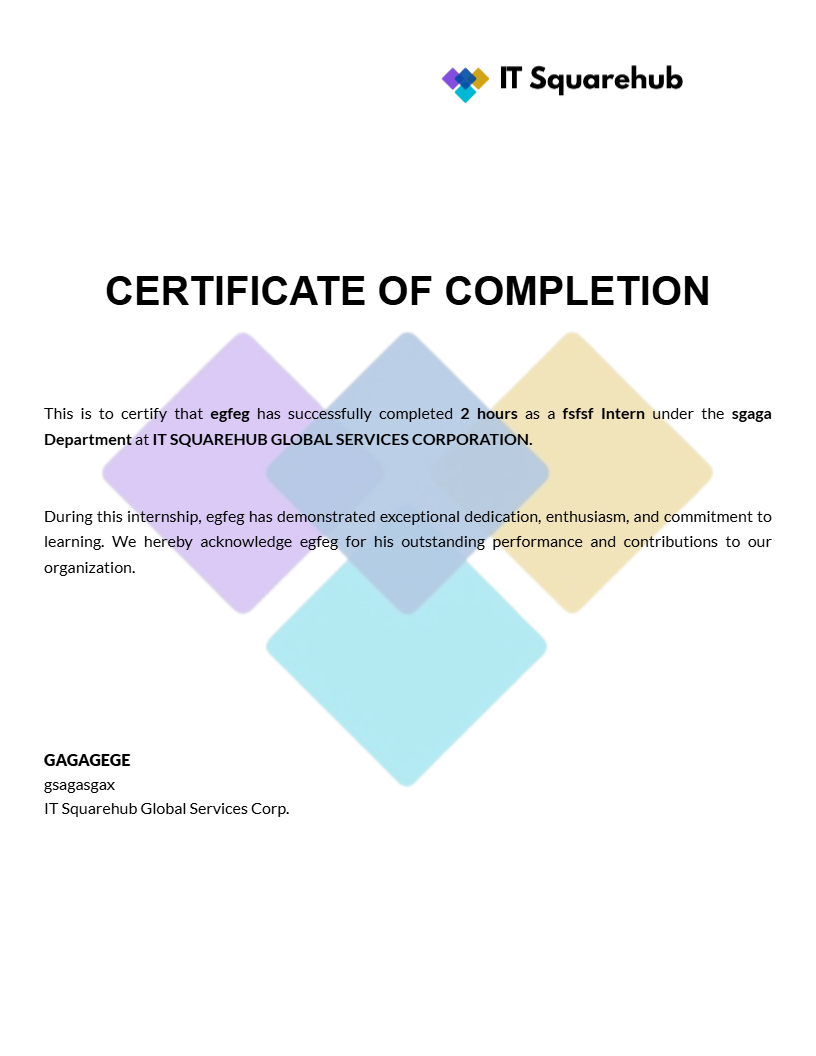 IT Squarehub
CERTIFICATE OF COMPLETION
This is to certify that egfeg has successfully completed 2 hours as a fsfsf Intern under the sgaga
Department at IT SQUAREHUB GLOBAL SERVICES CORPORATION.
During this internship, egfeg has demonstrated exceptional dedication, enthusiasm, and commitment to
learning. We hereby acknowledge egfeg for his outstanding performance and contributions to our
organization.
GAGAGEGE
gsagasgax
IT Squarehub Global Services Corp.